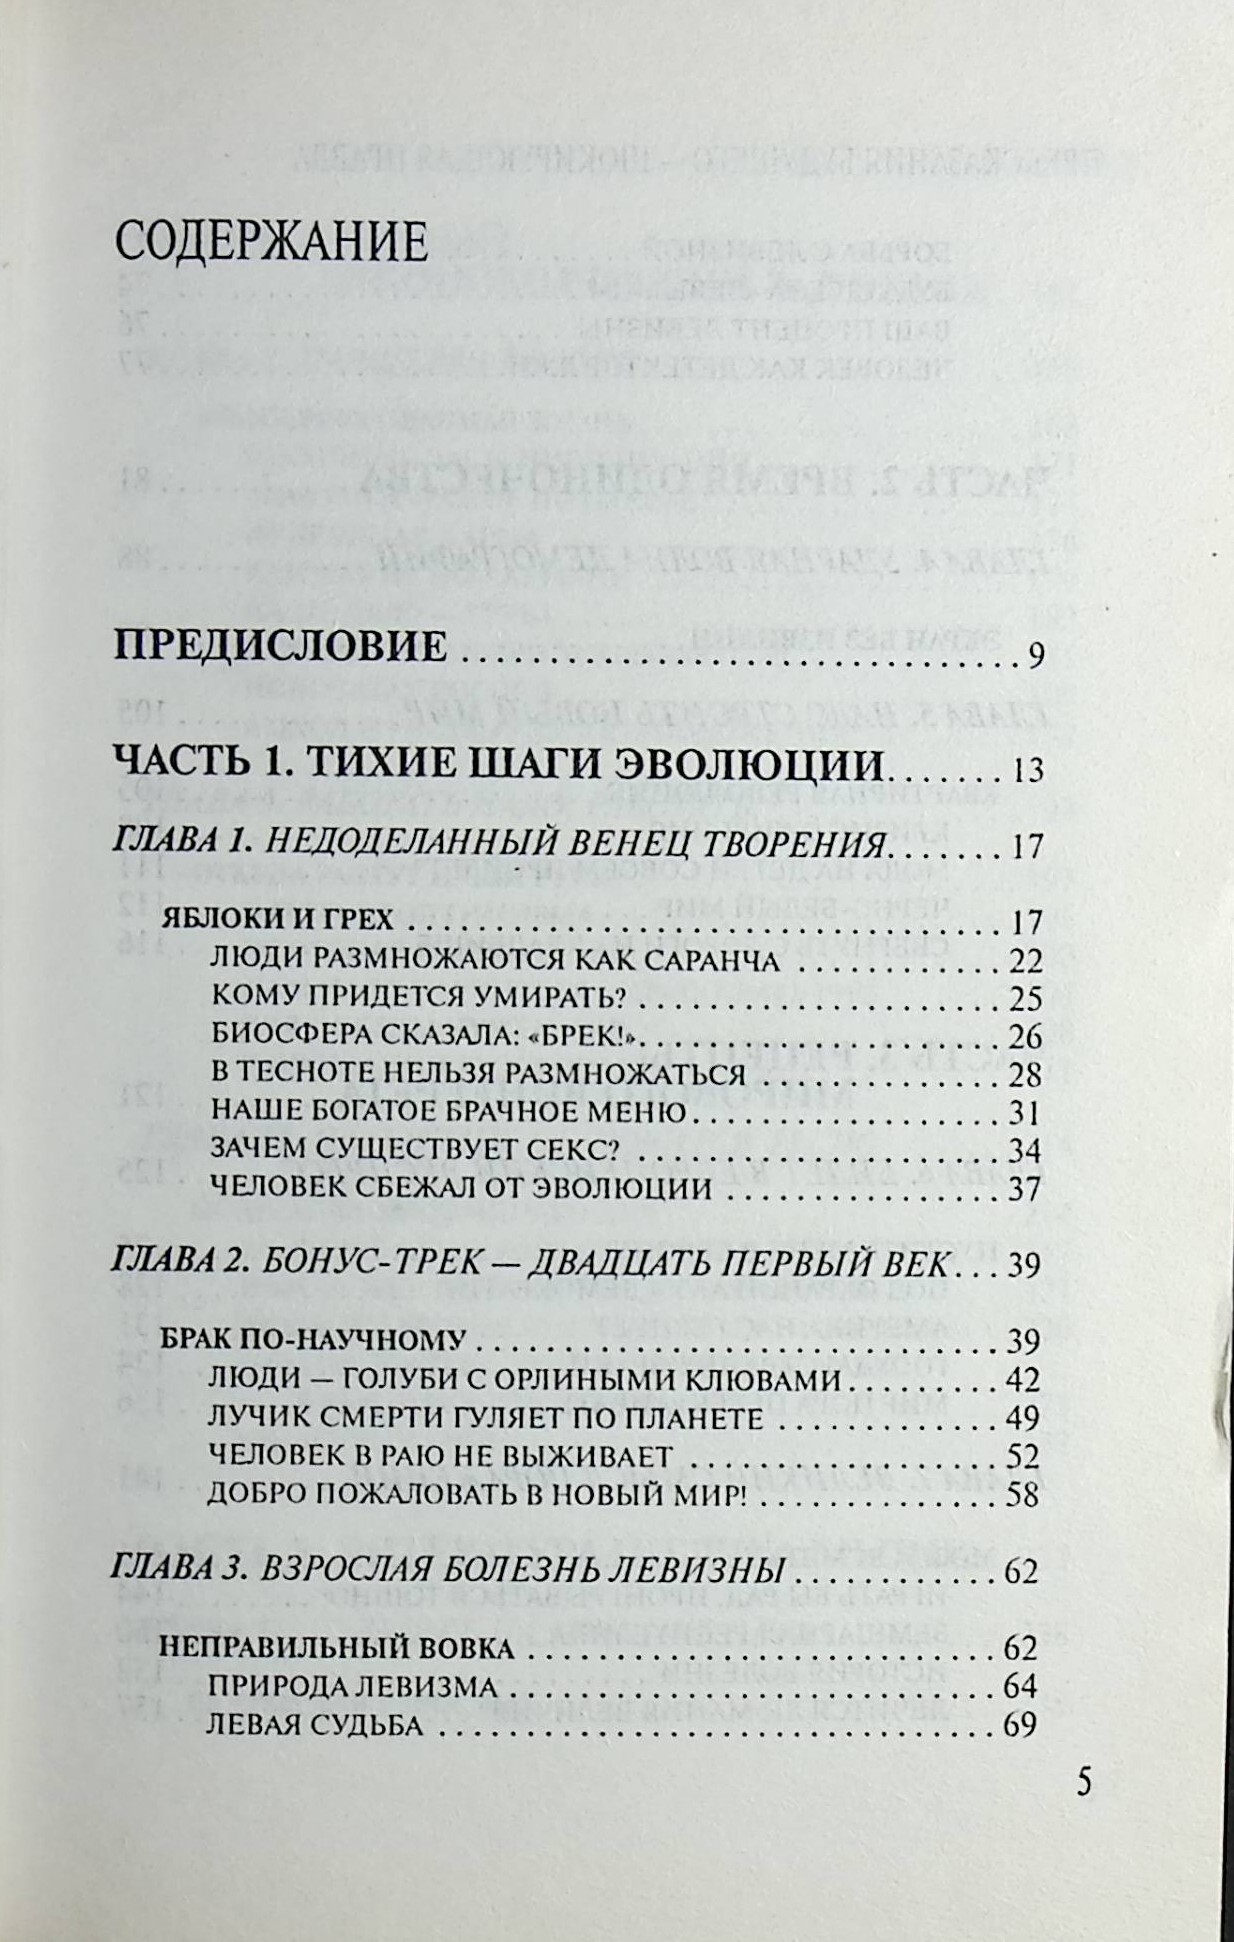 СОДЕРЖАНИЕ
ПРЕДИСЛОВИЕ .............................. 9
ЧАСТЬ 1. ТИХИЕ ШАГИ ЭВОЛЮЦИИ....... 13
ГЛАВА 1. НЕДОДЕЛАННЫЙ ВЕНЕЦ ТВОРЕНИЯ....... 17
ЯБЛОКИ И ГРЕХ .................................. 17
ЛЮДИ РАЗМНОЖАЮТСЯ КАК САРАНЧА ............ 22
КОМУ ПРИДЕТСЯ УМИРАТЬ? ..................... 25
БИОСФЕРА СКАЗАЛА: «БРЕК!»..................... 26
В ТЕСНОТЕ НЕЛЬЗЯ РАЗМНОЖАТЬСЯ .............. 28
НАШЕ БОГАТОЕ БРАЧНОЕ МЕНЮ.................. 31
ЗАЧЕМ СУЩЕСТВУЕТ СЕКС? ..................... 34
ЧЕЛОВЕК СБЕЖАЛ ОТ ЭВОЛЮЦИИ ................ 37
ГЛАВА 2. БОНУС-ТРЕК — ДВАДЦАТЬ ПЕРВЫЙ ВЕК... 39
БРАК ПО-НАУЧНОМУ .............................. 39
ЛЮДИ — ГОЛУБИ С ОРЛИНЫМИ КЛЮВАМИ......... 42
ЛУЧИК СМЕРТИ ГУЛЯЕТ ПО ПЛАНЕТЕ ............. 49
ЧЕЛОВЕК В РАЮ НЕ ВЫЖИВАЕТ .................. 52
ДОБРО ПОЖАЛОВАТЬ В НОВЫЙ МИР! .............. 58
ГЛАВА 3. ВЗРОСЛАЯ БОЛЕЗНЬ ЛЕВИЗНЫ ............ 62
НЕПРАВИЛЬНЫЙ ВОВКА ........................... 62
ПРИРОДА ЛЕВИЗМА ............................ 64
ЛЕВАЯ СУДЬБА ................................ 69
5